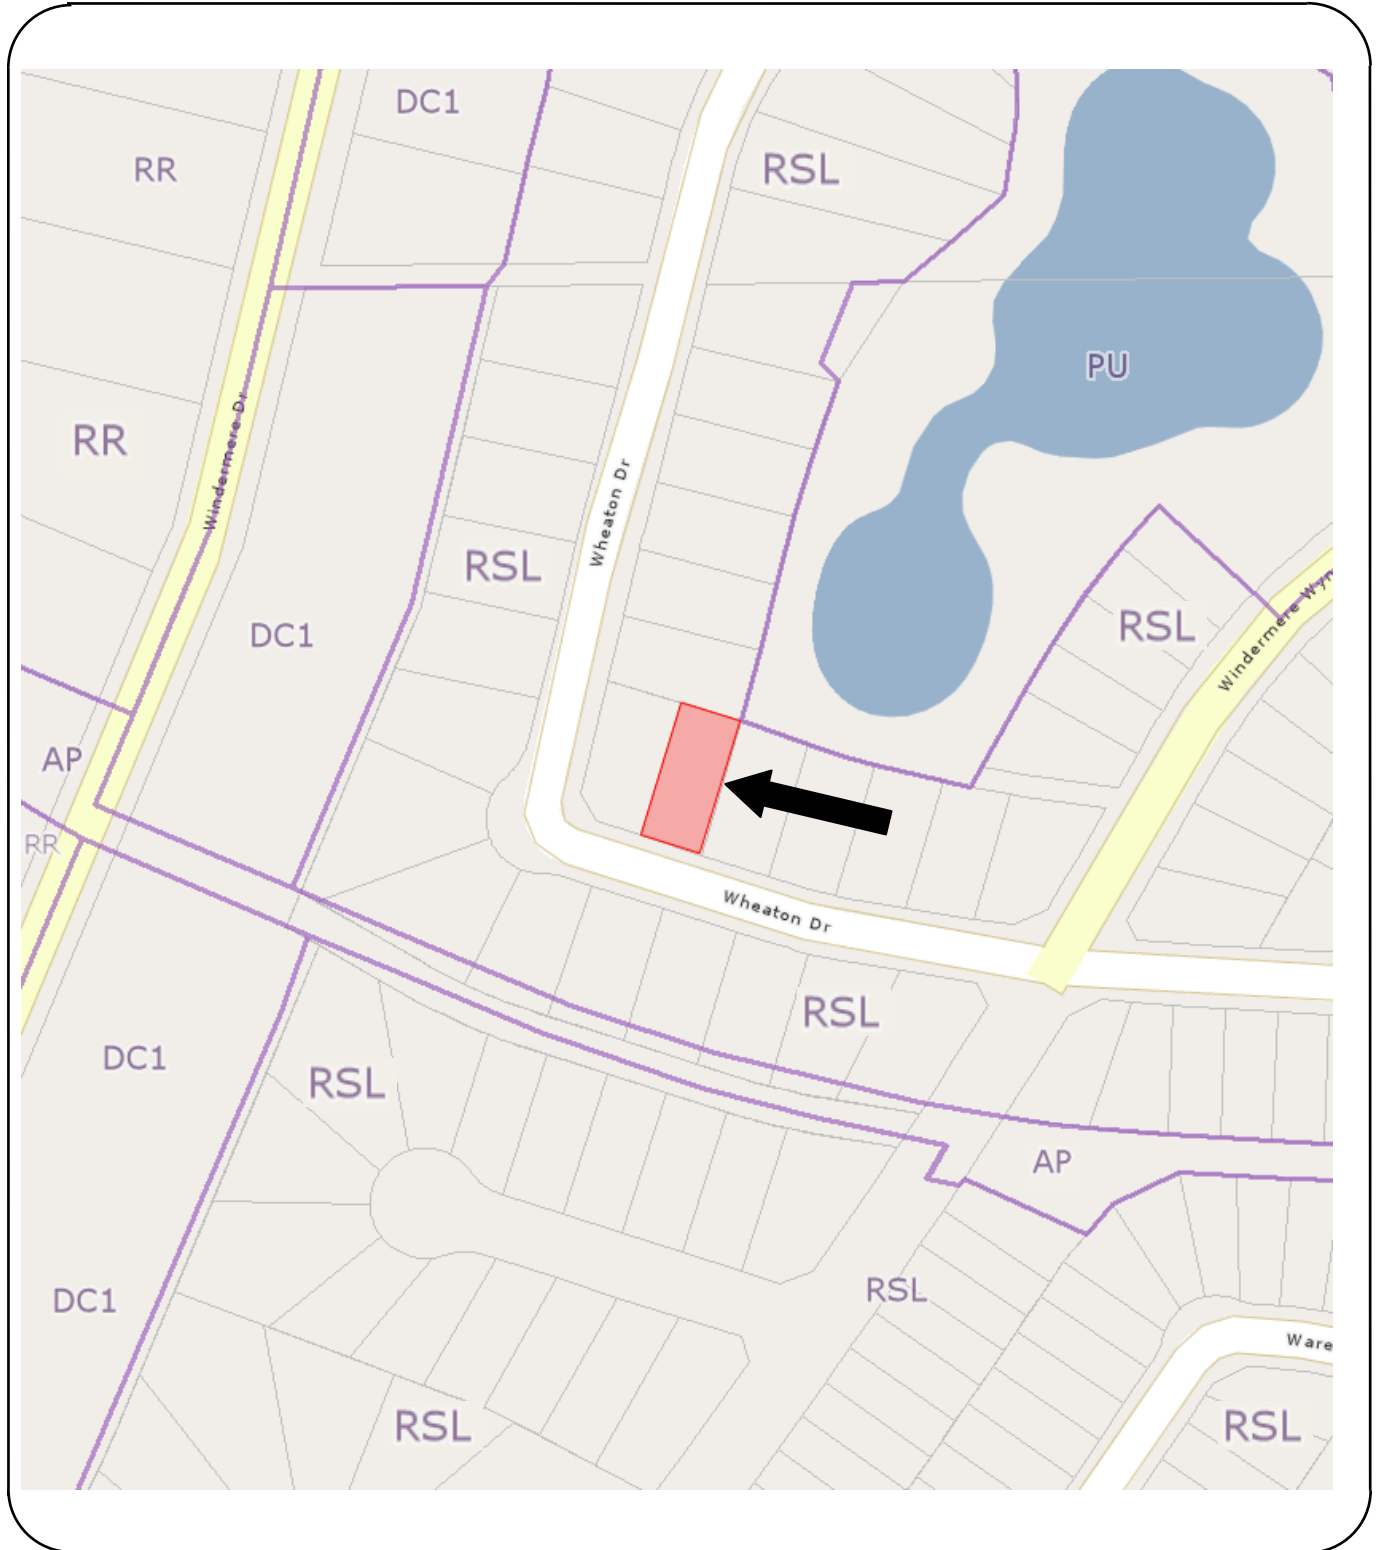 DC1
RR
RSL
PU
RR
Windermere Dr
Wheaton Dr
RSL
RSL
DC1
Windermere Wyn
AP
RR
Wheaton Dr
RSL
DC1
RSL
AP
RSL
DC1
Ware
RSL
RSL